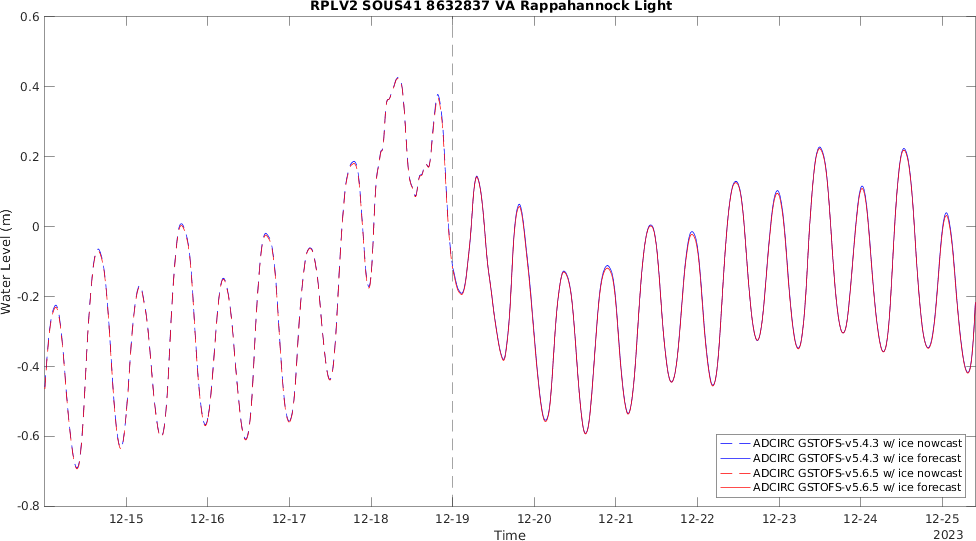 RPLV2 SOUS41 8632837 VA Rappahannock Light
0.6
0.4
0.2
0
-0.2
-0.4
-0.6
-0.8
Water Level (m)
ADCIRC GSTOFS-v5.4.3 w/ ice nowcast
ADCIRC GSTOFS-v5.4.3 w/ ice forecast
ADCIRC GSTOFS-v5.6.5 w/ ice nowcast
ADCIRC GSTOFS-v5.6.5 w/ ice forecast
12-15 12-16 12-17 12-18 12-19 12-20 12-21 12-22 12-23 12-24 12-25
Time
2023